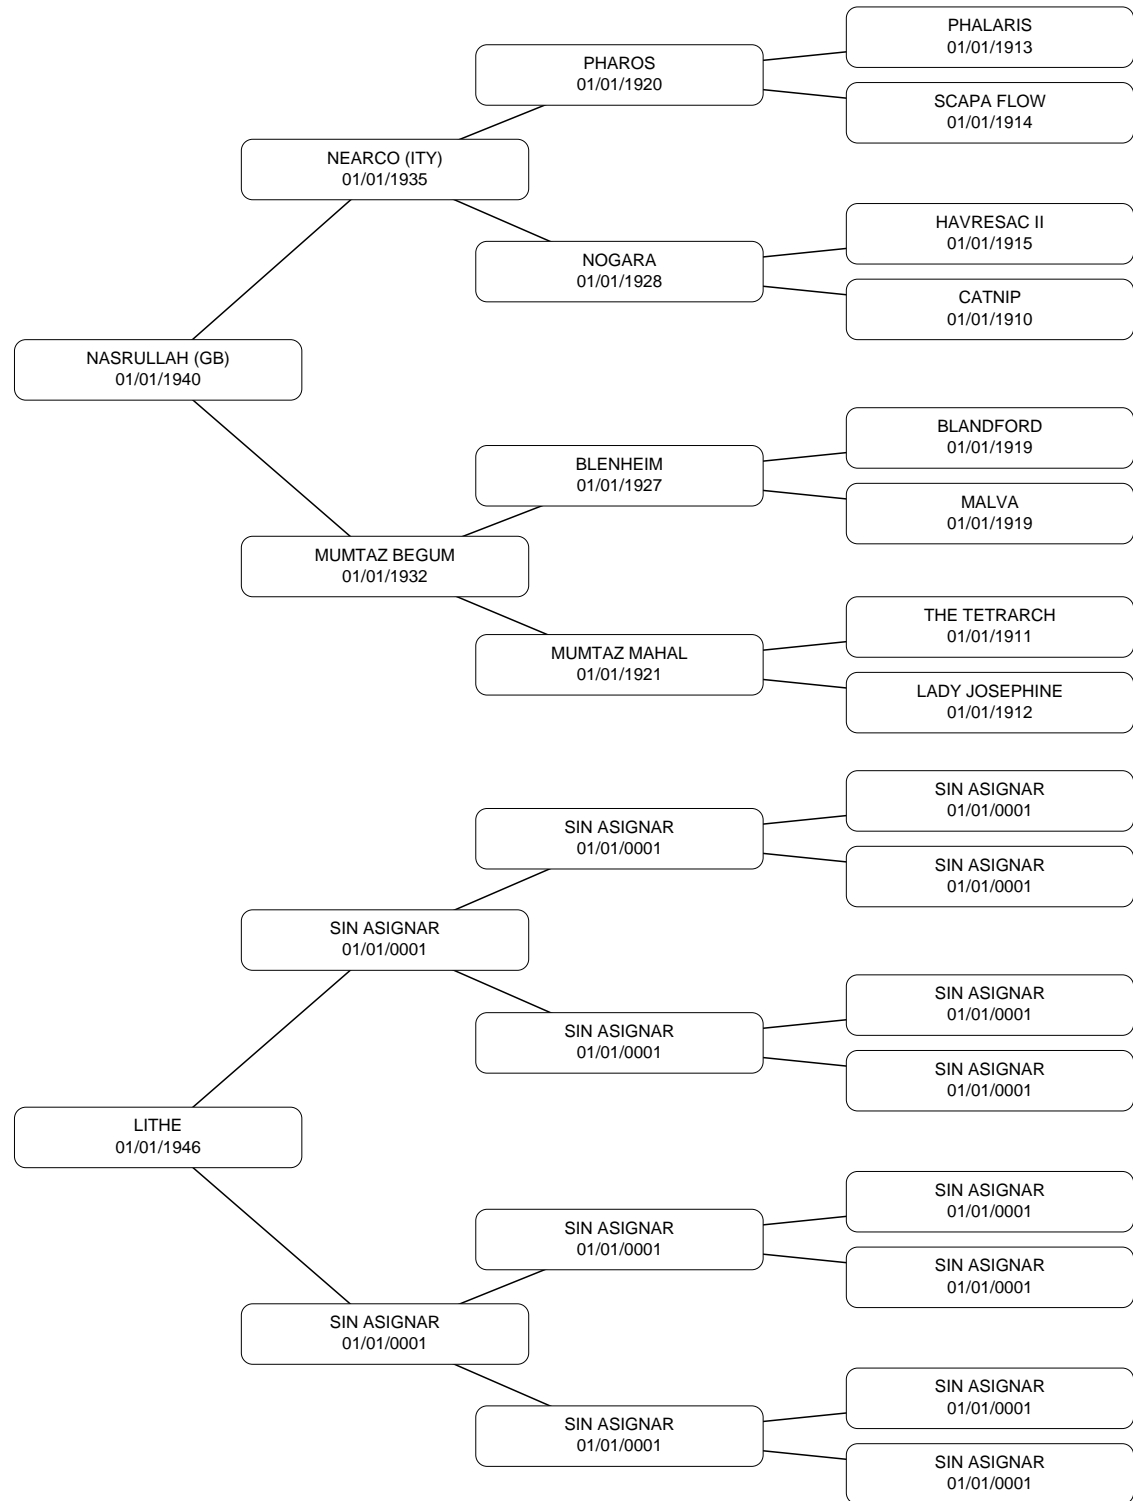 PHALARIS
01/01/1913
PHAROS
01/01/1920
SCAPA FLOW
01/01/1914
NEARCO (ITY)
01/01/1935
HAVRESAC II
01/01/1915
NOGARA
01/01/1928
CATNIP
01/01/1910
NASRULLAH (GB)
01/01/1940
BLANDFORD
01/01/1919
BLENHEIM
01/01/1927
MALVA
01/01/1919
MUMTAZ BEGUM
01/01/1932
THE TETRARCH
01/01/1911
MUMTAZ MAHAL
01/01/1921
LADY JOSEPHINE
01/01/1912
SIN ASIGNAR
01/01/0001
SIN ASIGNAR
01/01/0001
SIN ASIGNAR
01/01/0001
SIN ASIGNAR
01/01/0001
SIN ASIGNAR
01/01/0001
SIN ASIGNAR
01/01/0001
SIN ASIGNAR
01/01/0001
LITHE
01/01/1946
SIN ASIGNAR
01/01/0001
SIN ASIGNAR
01/01/0001
SIN ASIGNAR
01/01/0001
SIN ASIGNAR
01/01/0001
SIN ASIGNAR
01/01/0001
SIN ASIGNAR
01/01/0001
SIN ASIGNAR
01/01/0001